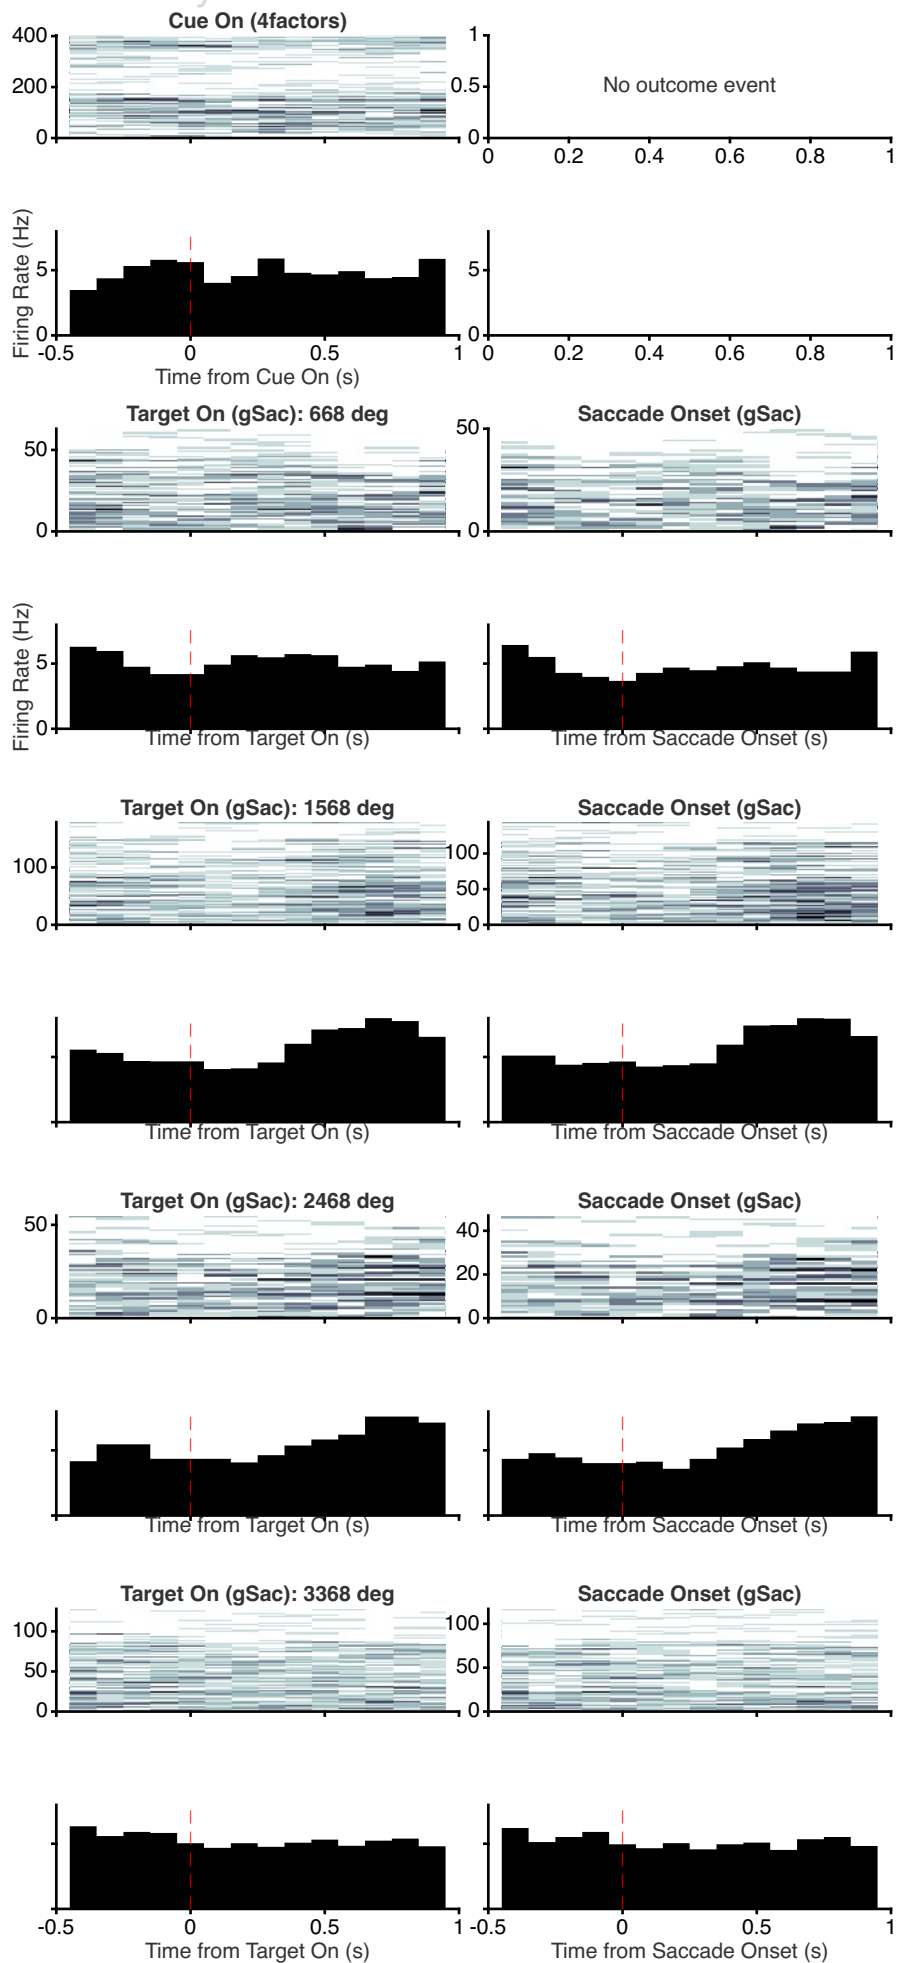 Cue On (4factors)
400
200
0
0
0.5
1
1
0.5
0
No outcome event
0
0.2
0.4
0.6
0.8
1
Firing Rate (Hz)
5
0
-0.5
0
0.5
1
Time from Cue On (s)
5
0
0
0.2
0.4
0.6
0.8
1
Target On (gSac): 668 deg
50
0
Saccade Onset (gSac)
50
0
Firing Rate (Hz)
5
0
Time from Target On (s)
Time from Saccade Onset (s)
Target On (gSac): 1568 deg
100
0
Saccade Onset (gSac)
100
50
0
Time from Target On (s)
Time from Saccade Onset (s)
Target On (gSac): 2468 deg
50
0
Saccade Onset (gSac)
40
20
0
Time from Target On (s)
Time from Saccade Onset (s)
Target On (gSac): 3368 deg
100
50
0
Saccade Onset (gSac)
100
50
0
-0.5
0
0.5
1
Time from Target On (s)
-0.5
0
0.5
1
Time from Saccade Onset (s)